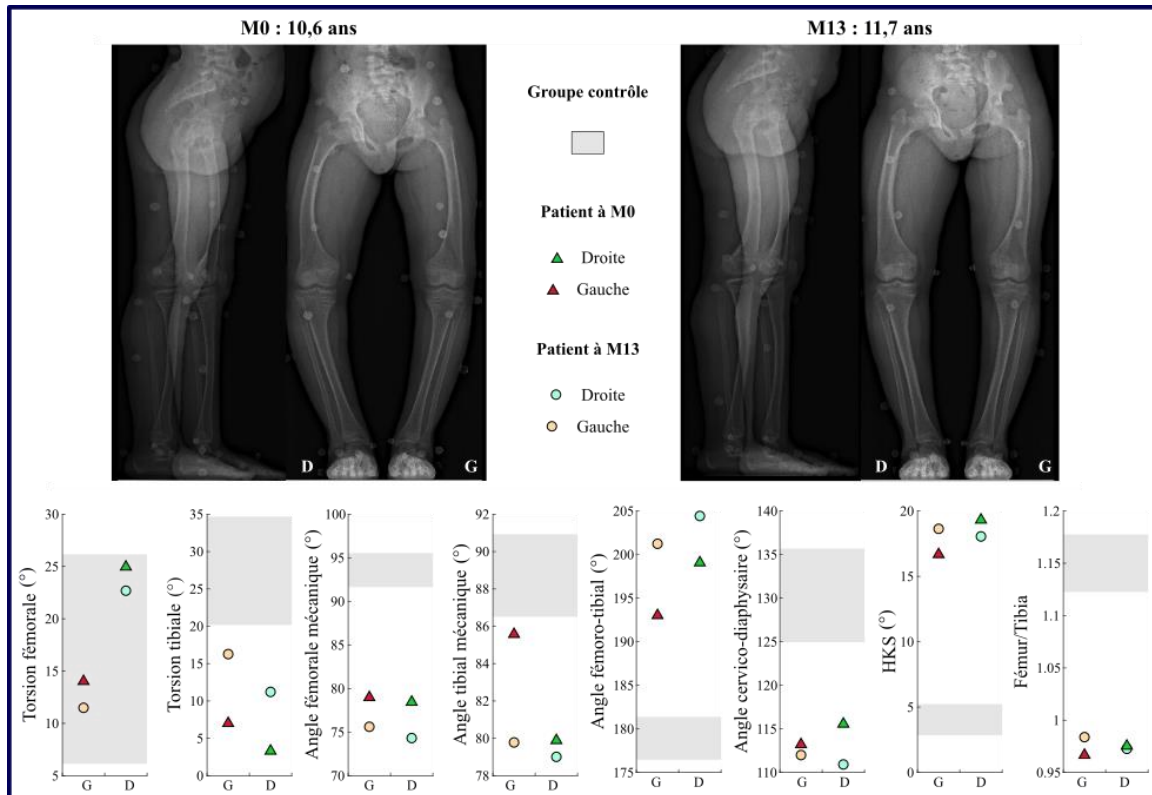 M0 : 10,6 ans
M13 : 11,7 ans
Groupe contrôle
Patient à M0
Droite
Gauche
Patient à M13
Droite
Gauche
D G
D G
Torsion fémorale (°)
30
25
20
15
10
5
G D
Torsion tibiale (°)
35
30
25
20
15
10
5
0
G D
Angle fémorale mécanique (°)
100
95
90
85
80
75
70
G D
Angle tibial mécanique (°)
92
90
88
86
84
82
80
78
G D
Angle fémoro-tibial (°)
205
200
195
190
185
180
175
G D
Angle cervico-diaphysaire (°)
140
135
130
125
120
115
110
G D
HKS (°)
20
15
10
5
0
G D
Fémur/Tibia
1.2
1.15
1.1
1.05
1
0.95
G D